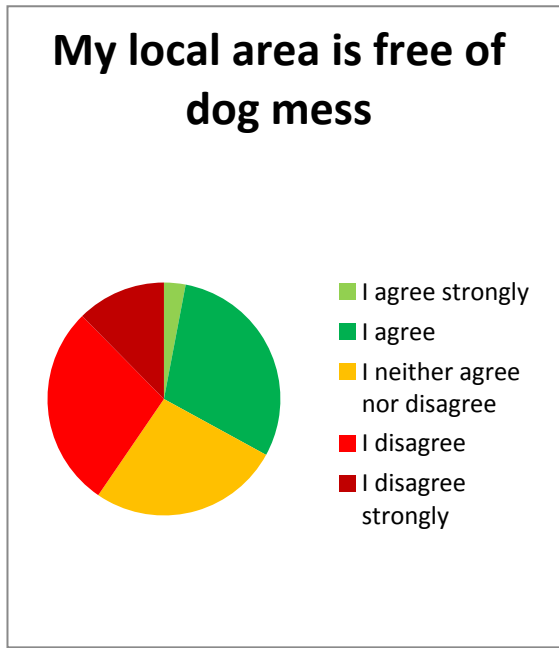 My local area is free of
dog mess
I agree strongly
I agree
I neither agree
nor disagree
I disagree
I disagree
strongly